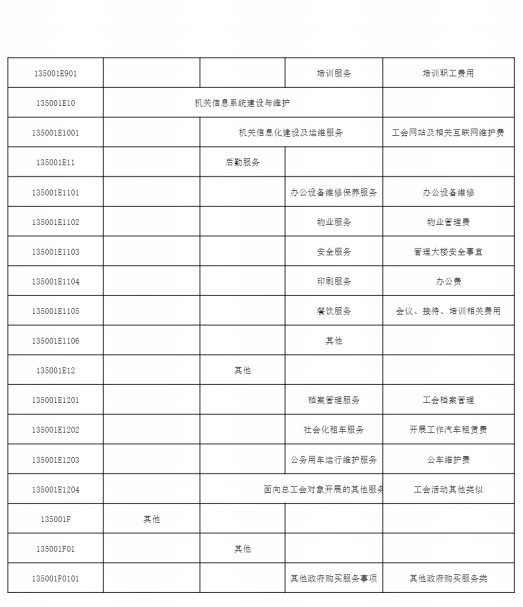 135001E901 培训服务 培训职工费用
135001E10 机关信息系统建设与维护
135001E1001 机关信息化建设及运维服务 工会网站及相关互联网维护费
135001E11 后勤服务
135001E1101 办公设备维修保养服务 办公设备维修
135001E1102 物业服务 物业管理费
135001E1103 安全服务 管理大楼安全事宜
135001E1104 印刷服务 办公费
135001E1105 餐饮服务 会议、接待、培训相关费用
135001E1106 其他
135001E12 其他
135001E1201 档案管理服务 工会档案管理
135001E1202 社会化租车服务 开展工作汽车租赁费
135001E1203 公务用车运行维护服务 公车维护费
135001E1204 面向总工会对象开展的其他服务 工会活动其他类似
135001F 其他
135001F01 其他
135001F0101 其他政府购买服务事项 其他政府购买服务类